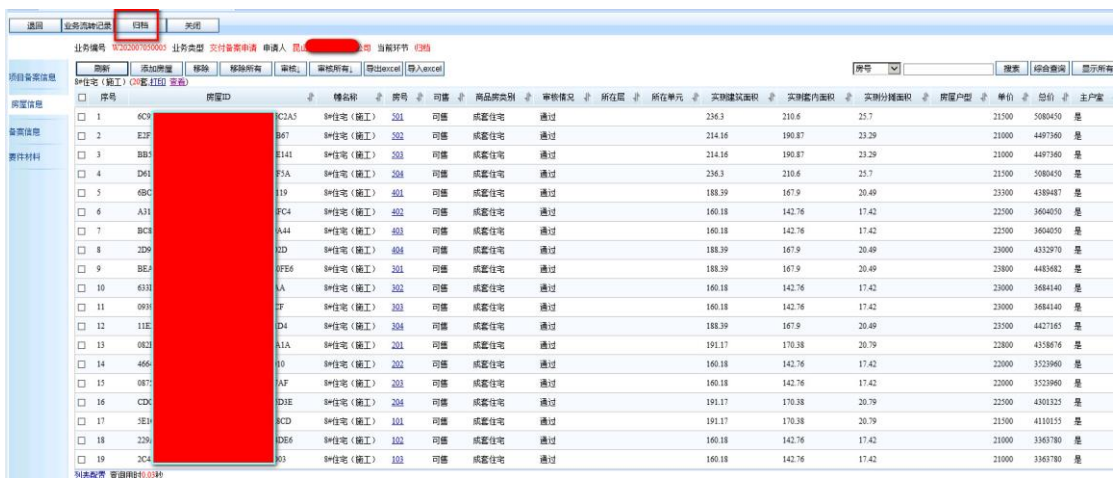 退回 业务流转记录 归档 关闭
业务编号 W202007050005 业务类型 交付备案申请 申请人 昆山 公司 当前环节 归档
刷新 添加房屋 移除 移除所有 审核↓ 审核所有↓ 导出excel 导入excel 房号 搜索 综合查询 显示所有
8#住宅(施工)(20套,打印 查看)
项目备案信息
房屋信息
备案信息
要件材料
序号 房屋ID 幢名称 房号 可售 商品房类别 审核情况 所在层 所在单元 实测建筑面积 实测套内面积 实测分摊面积 房屋户型 单价 总价 主户室
1 6C9 C2A5 8#住宅(施工) 501 可售 成套住宅 通过 236.3 210.6 25.7 21500 5080450 是
2 E2F B67 8#住宅(施工) 502 可售 成套住宅 通过 214.16 190.87 23.29 21000 4497360 是
3 BB5 E141 8#住宅(施工) 503 可售 成套住宅 通过 214.16 190.87 23.29 21000 4497360 是
4 D61 F5A 8#住宅(施工) 504 可售 成套住宅 通过 236.3 210.6 25.7 21500 5080450 是
5 6BC 119 8#住宅(施工) 401 可售 成套住宅 通过 188.39 167.9 20.49 23300 4389487 是
6 A31 FC4 8#住宅(施工) 402 可售 成套住宅 通过 160.18 142.76 17.42 22500 3604050 是
7 BC8 A44 8#住宅(施工) 403 可售 成套住宅 通过 160.18 142.76 17.42 22500 3604050 是
8 2D9 02D 8#住宅(施工) 404 可售 成套住宅 通过 188.39 167.9 20.49 23000 4332970 是
9 BEA 0FE6 8#住宅(施工) 301 可售 成套住宅 通过 188.39 167.9 20.49 23800 4483682 是
10 633 AA 8#住宅(施工) 302 可售 成套住宅 通过 160.18 142.76 17.42 23000 3684140 是
11 0939 CF 8#住宅(施工) 303 可售 成套住宅 通过 160.18 142.76 17.42 23000 3684140 是
12 11E D4 8#住宅(施工) 304 可售 成套住宅 通过 188.39 167.9 20.49 23500 4427165 是
13 082 A1A 8#住宅(施工) 201 可售 成套住宅 通过 191.17 170.38 20.79 22800 4358676 是
14 466 10 8#住宅(施工) 202 可售 成套住宅 通过 160.18 142.76 17.42 22000 3523960 是
15 087 AF 8#住宅(施工) 203 可售 成套住宅 通过 160.18 142.76 17.42 22000 3523960 是
16 CDC D3E 8#住宅(施工) 204 可售 成套住宅 通过 191.17 170.38 20.79 22500 4301325 是
17 5E1 8CD 8#住宅(施工) 101 可售 成套住宅 通过 191.17 170.38 20.79 21500 4110155 是
18 229 6DE6 8#住宅(施工) 102 可售 成套住宅 通过 160.18 142.76 17.42 21000 3363780 是
19 2C4 03 8#住宅(施工) 103 可售 成套住宅 通过 160.18 142.76 17.42 21000 3363780 是
列表配置 查询用时0.03秒